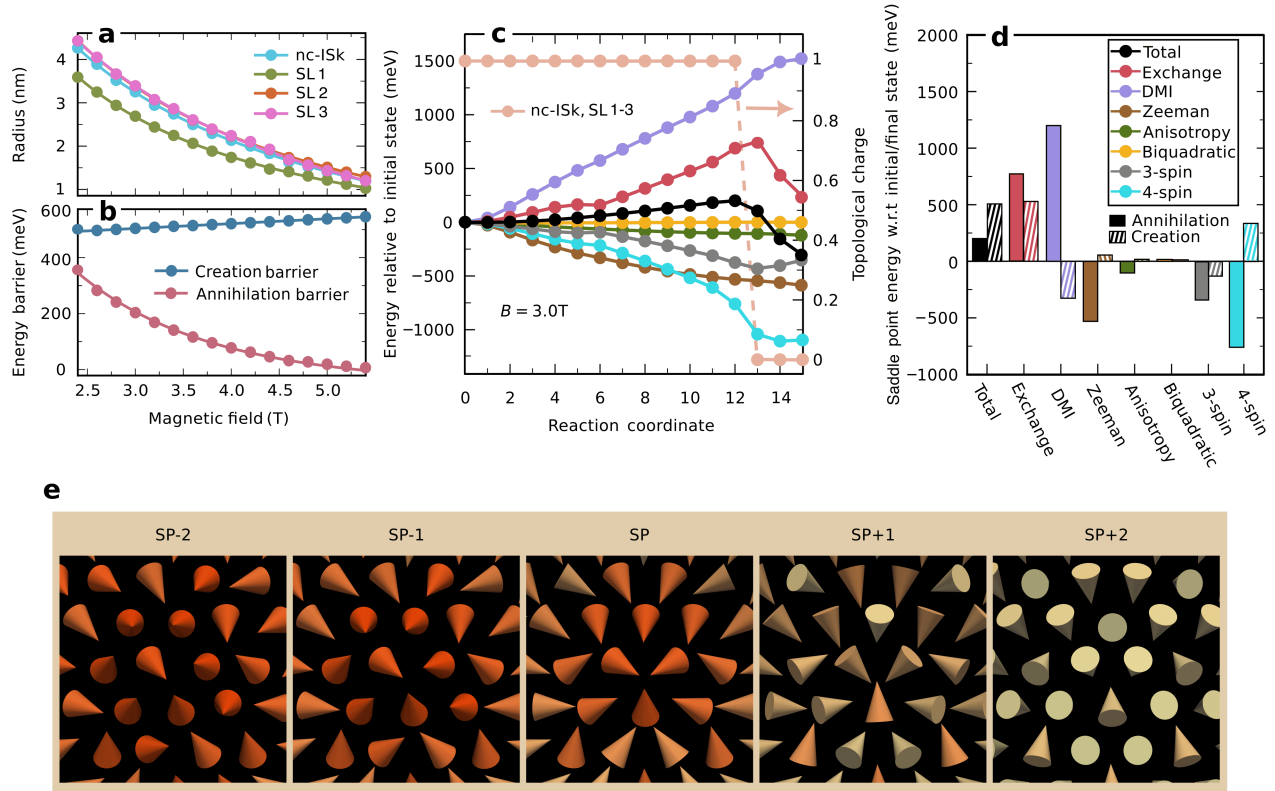 a
Radius (nm)
4
3
2
1
nc-ISk
SL 1
SL 2
SL 3
b
Energy barrier (meV)
600
400
200
0
Creation barrier
Annihilation barrier
2.5 3.0 3.5 4.0 4.5 5.0
Magnetic field (T)
c
Energy relative to initial state (meV)
1500
1000
500
0
−500
−1000
nc-ISk, SL 1-3
B = 3.0T
0 2 4 6 8 10 12 14
Reaction coordinate
1
0.8
0.6
0.4
0.2
0
Topological charge
d
Saddle point energy w.r.t initial/final state (meV)
2000
1500
1000
500
0
−500
−1000
Total
Exchange
DMI
Zeeman
Anisotropy
Biquadratic
3-spin
4-spin
Annihilation
Creation
Total
Exchange
DMI
Zeeman
Anisotropy
Biquadratic
3-spin
4-spin
e
SP-2 SP-1 SP SP+1 SP+2